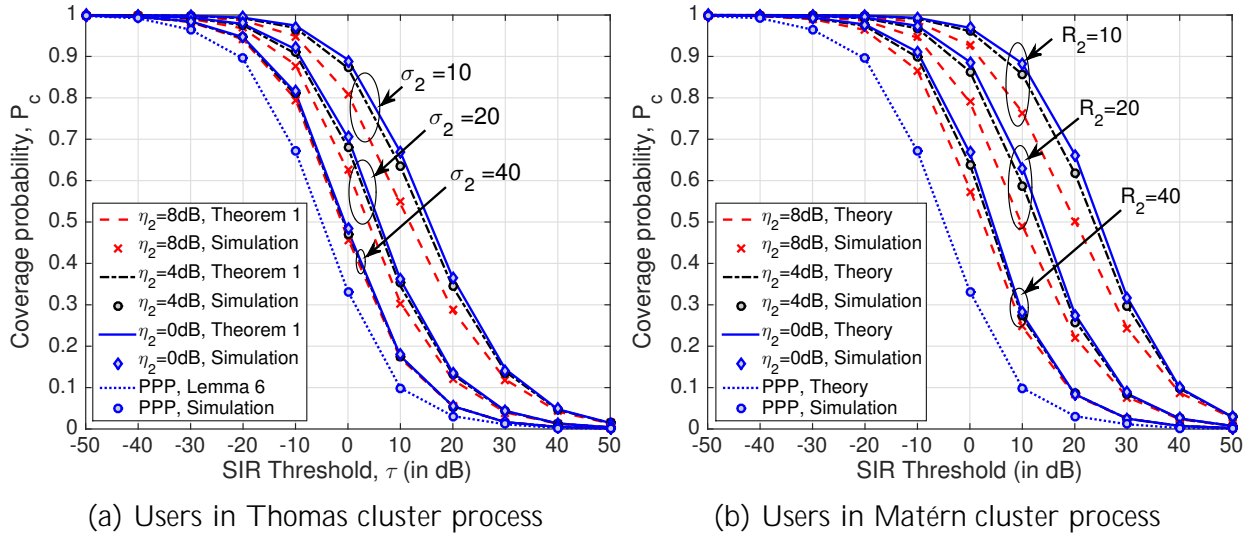 Coverage probability, P_c
1
0.9
0.8
0.7
0.6
0.5
0.4
0.3
0.2
0.1
0
σ_2 =10
σ_2 =20
σ_2 =40
η_2=8dB, Theorem 1
η_2=8dB, Simulation
η_2=4dB, Theorem 1
η_2=4dB, Simulation
η_2=0dB, Theorem 1
η_2=0dB, Simulation
PPP, Lemma 6
PPP, Simulation
-50 -40 -30 -20 -10 0 10 20 30 40 50
SIR Threshold, τ (in dB)
(a) Users in Thomas cluster process
Coverage probability, P_c
1
0.9
0.8
0.7
0.6
0.5
0.4
0.3
0.2
0.1
0
R_2=10
R_2=20
R_2=40
η_2=8dB, Theory
η_2=8dB, Simulation
η_2=4dB, Theory
η_2=4dB, Simulation
η_2=0dB, Theory
η_2=0dB, Simulation
PPP, Theory
PPP, Simulation
-50 -40 -30 -20 -10 0 10 20 30 40 50
SIR Threshold (in dB)
(b) Users in Matérn cluster process